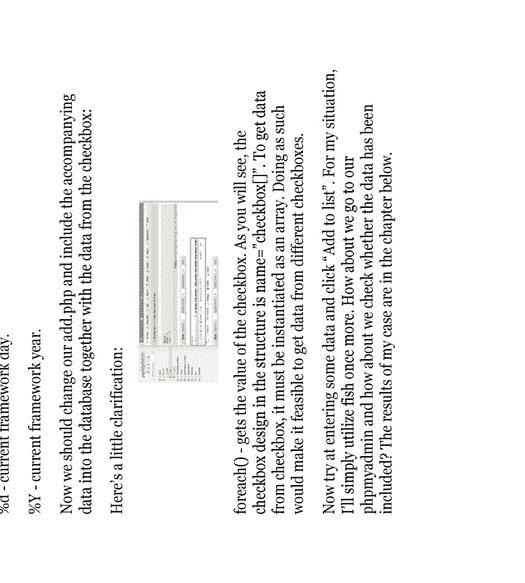 %d - current framework day.
%Y - current framework year.
Now we should change our add.php and include the accompanying
data into the database together with the data from the checkbox:
Here's a little clarification:
foreach() - gets the value of the checkbox. As you will see, the
checkbox design in the structure is name=”checkbox[]”. To get data
from checkbox, it must be instantiated as an array. Doing as such
would make it feasible to get data from different checkboxes.
Now try at entering some data and click “Add to list”. For my situation,
I'll simply utilize fish once more. How about we go to our
phpmyadmin and how about we check whether the data has been
included? The results of my case are in the chapter below.